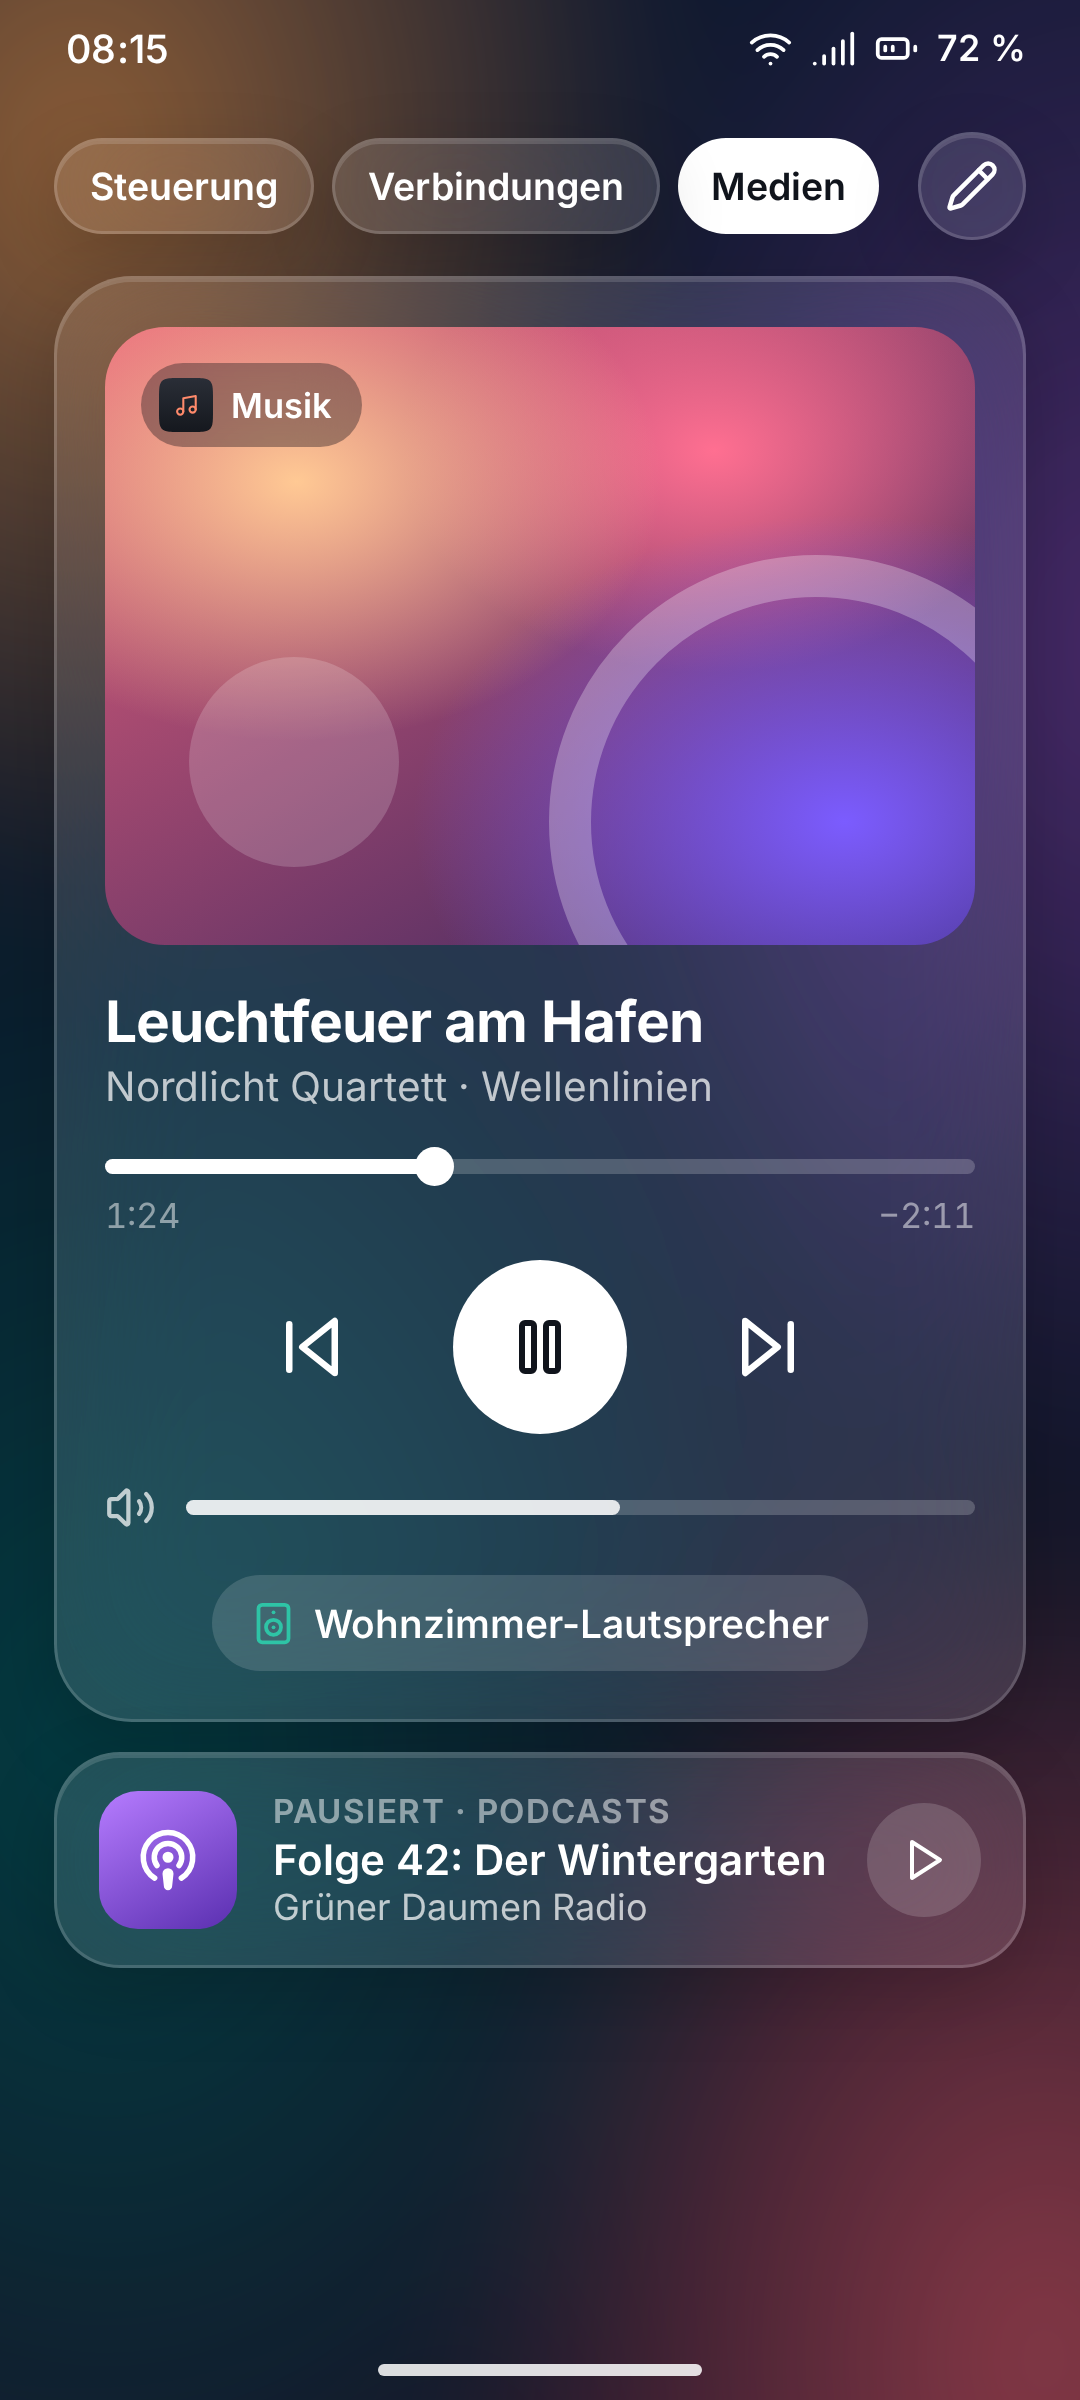 08:15
72 %
Steuerung
Verbindungen
Medien
Musik
Leuchtfeuer am Hafen
Nordlicht Quartett · Wellenlinien
1:24
−2:11
Wohnzimmer-Lautsprecher
PAUSIERT · PODCASTS
Folge 42: Der Wintergarten
Grüner Daumen Radio